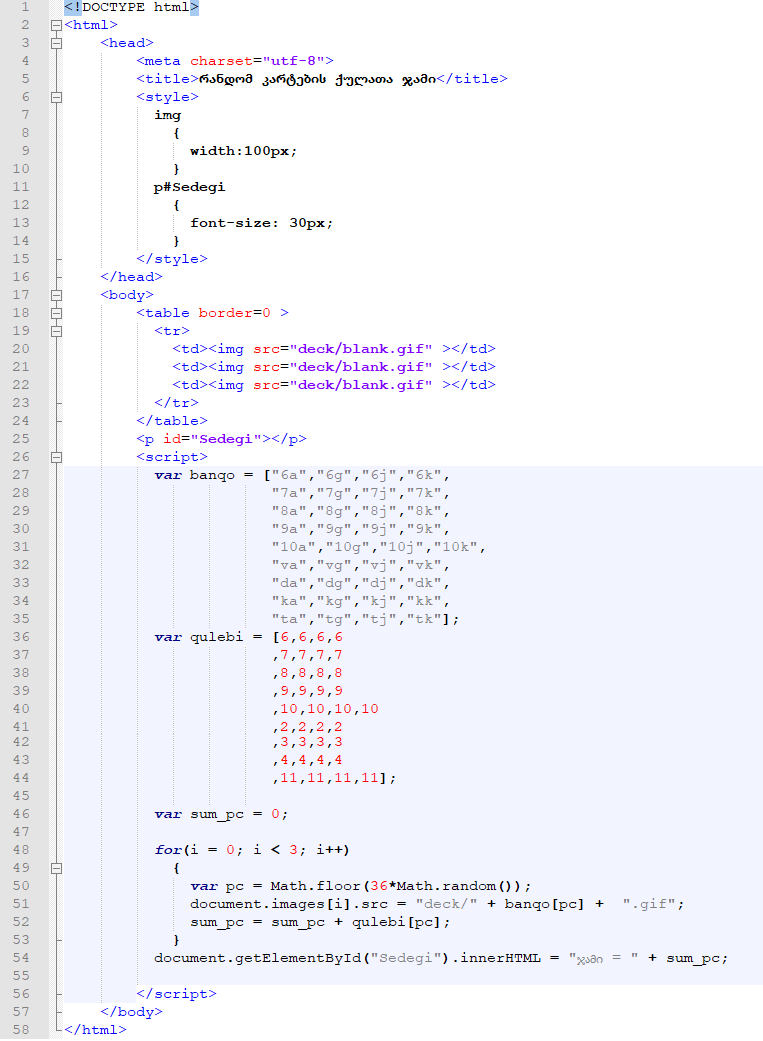 1 <!DOCTYPE html>
2 <html>
3 <head>
4 <meta charset="utf-8">
5 <title>რანდომ კარტების ქულათა ჯამი</title>
6 <style>
7 img
8 {
9 width:100px;
10 }
11 p#Sedegi
12 {
13 font-size: 30px;
14 }
15 </style>
16 </head>
17 <body>
18 <table border=0 >
19 <tr>
20 <td><img src="deck/blank.gif" ></td>
21 <td><img src="deck/blank.gif" ></td>
22 <td><img src="deck/blank.gif" ></td>
23 </tr>
24 </table>
25 <p id="Sedegi"></p>
26 <script>
27 var banqo = ["6a","6g","6j","6k",
28 "7a","7g","7j","7k",
29 "8a","8g","8j","8k",
30 "9a","9g","9j","9k",
31 "10a","10g","10j","10k",
32 "va","vg","vj","vk",
33 "da","dg","dj","dk",
34 "ka","kg","kj","kk",
35 "ta","tg","tj","tk"];
36 var qulebi = [6,6,6,6
37 ,7,7,7,7
38 ,8,8,8,8
39 ,9,9,9,9
40 ,10,10,10,10
41 ,2,2,2,2
42 ,3,3,3,3
43 ,4,4,4,4
44 ,11,11,11,11];
45
46 var sum_pc = 0;
47
48 for(i = 0; i < 3; i++)
49 {
50 var pc = Math.floor(36*Math.random());
51 document.images[i].src = "deck/" + banqo[pc] + ".gif";
52 sum_pc = sum_pc + qulebi[pc];
53 }
54 document.getElementById("Sedegi").innerHTML = "ჯამი = " + sum_pc;
55
56 </script>
57 </body>
58 </html>